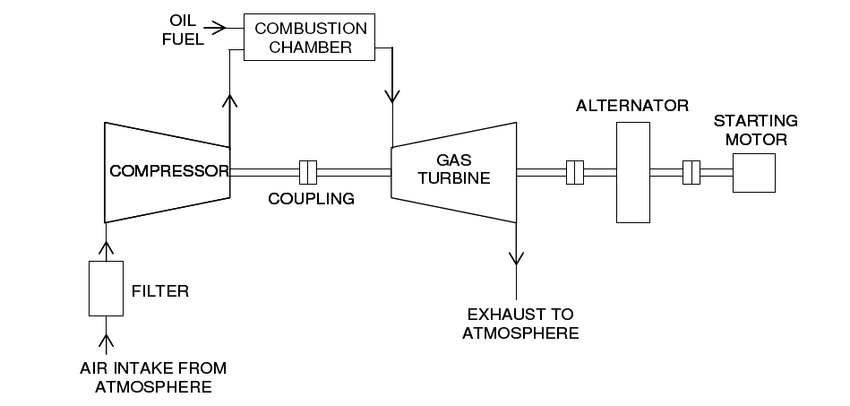 OIL
FUEL
COMBUSTION
CHAMBER
ALTERNATOR
STARTING
MOTOR
COMPRESSOR
GAS
TURBINE
COUPLING
FILTER
EXHAUST TO
ATMOSPHERE
AIR INTAKE FROM
ATMOSPHERE